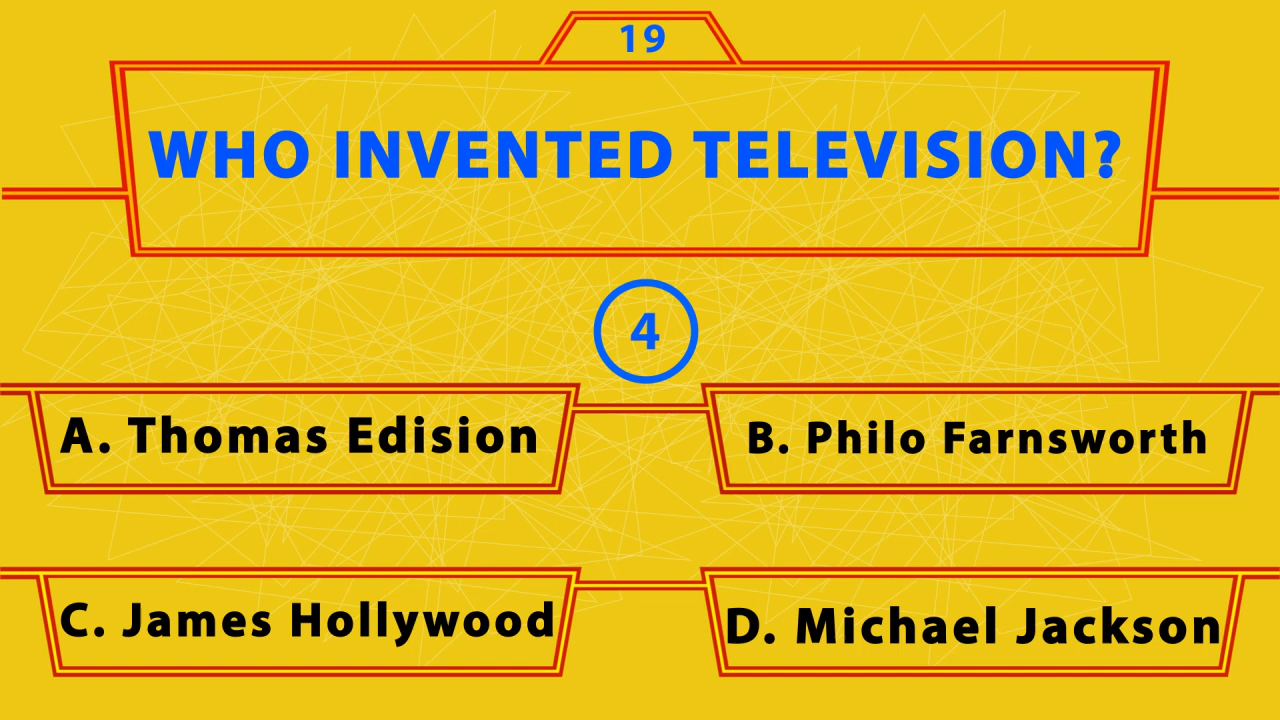 19
WHO INVENTED TELEVISION?
4
A. Thomas Edision
B. Philo Farnsworth
C. James Hollywood
D. Michael Jackson